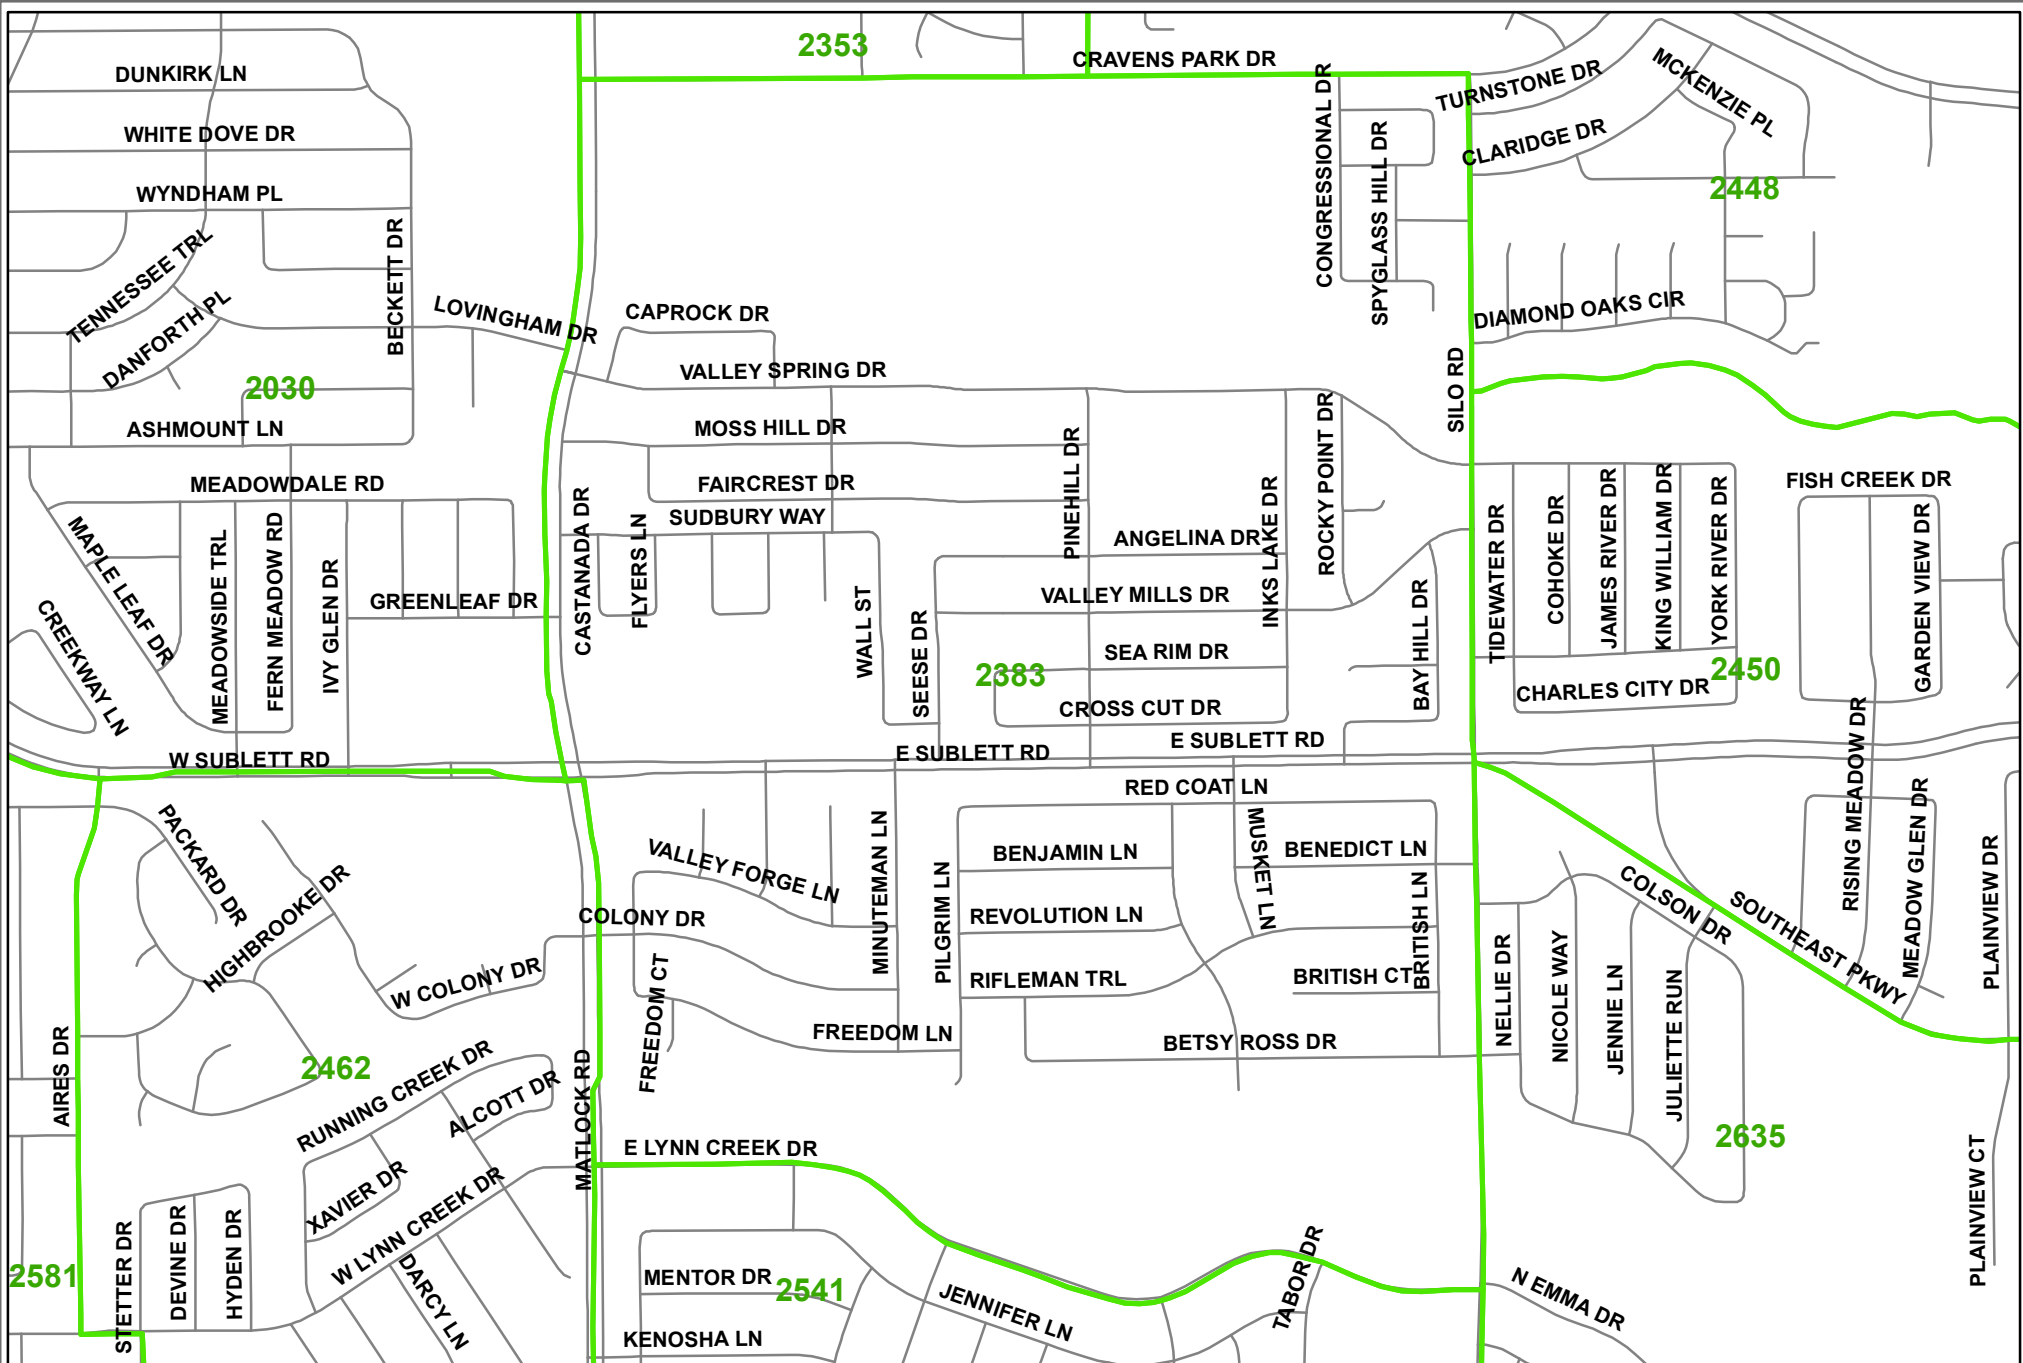 2353
CRAVENS PARK DR
DUNKIRK LN
WHITE DOVE DR
WYNDHAM PL
TENNESSEE TRL
DANFORTH PL
BECKETT DR
LOVINGHAM DR
2030
ASHMOUNT LN
CAPROCK DR
VALLEY SPRING DR
MOSS HILL DR
FAIRCREST DR
SUDBURY WAY
CONGRESSIONAL DR
SPYGLASS HILL DR
TURNSTONE DR
MCKENZIE PL
CLARIDGE DR
2448
DIAMOND OAKS CIR
SILO RD
MEADOWDALE RD
MAPLE LEAF DR
MEADOWSIDE TRL
FERN MEADOW RD
IVY GLEN DR
GREENLEAF DR
CREEKWAY LN
CASTANADA DR
FLYERS LN
WALL ST
SEESE DR
PINEHILL DR
ANGELINA DR
INKS LAKE DR
ROCKY POINT DR
VALLEY MILLS DR
SEA RIM DR
2383
CROSS CUT DR
BAY HILL DR
TIDEWATER DR
COHOKE DR
JAMES RIVER DR
KING WILLIAM DR
YORK RIVER DR
FISH CREEK DR
GARDEN VIEW DR
2450
CHARLES CITY DR
RISING MEADOW DR
W SUBLETT RD
E SUBLETT RD
E SUBLETT RD
RED COAT LN
PACKARD DR
HIGHBROOKE DR
VALLEY FORGE LN
MINUTEMAN LN
PILGRIM LN
BENJAMIN LN
MUSKET LN
BENEDICT LN
COLONY DR
REVOLUTION LN
BRITISH LN
W COLONY DR
RIFLEMAN TRL
BRITISH CT
FREEDOM CT
FREEDOM LN
BETSY ROSS DR
NELLIE DR
NICOLE WAY
JENNIE LN
JULIETTE RUN
COLSON DR
SOUTHEAST PKWY
MEADOW GLEN DR
PLAINVIEW DR
AIRES DR
2462
RUNNING CREEK DR
ALCOTT DR
MATLOCK RD
E LYNN CREEK DR
2635
PLAINVIEW CT
XAVIER DR
W LYNN CREEK DR
STETTER DR
DEVINE DR
HYDEN DR
2581
DARCY LN
MENTOR DR
2541
JENNIFER LN
TABOR DR
N EMMA DR
KENOSHA LN